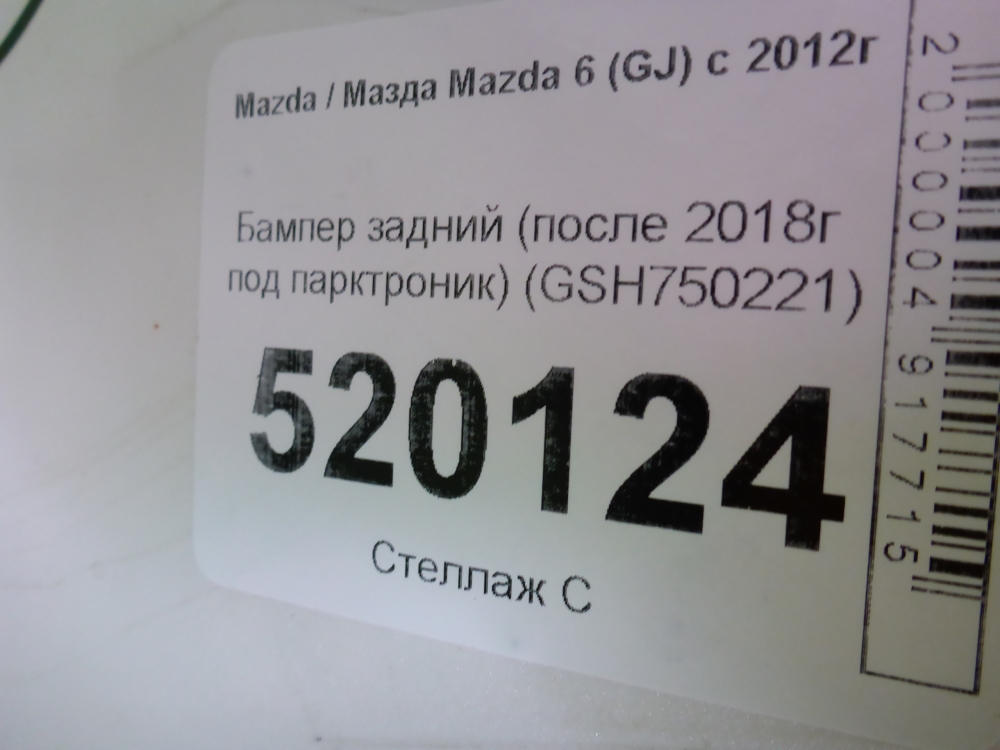 Mazda / Мазда Mazda 6 (GJ) с 2012г
Бампер задний (после 2018г
под парктроник) (GSH750221)
520124
Стеллаж С
2000004917715